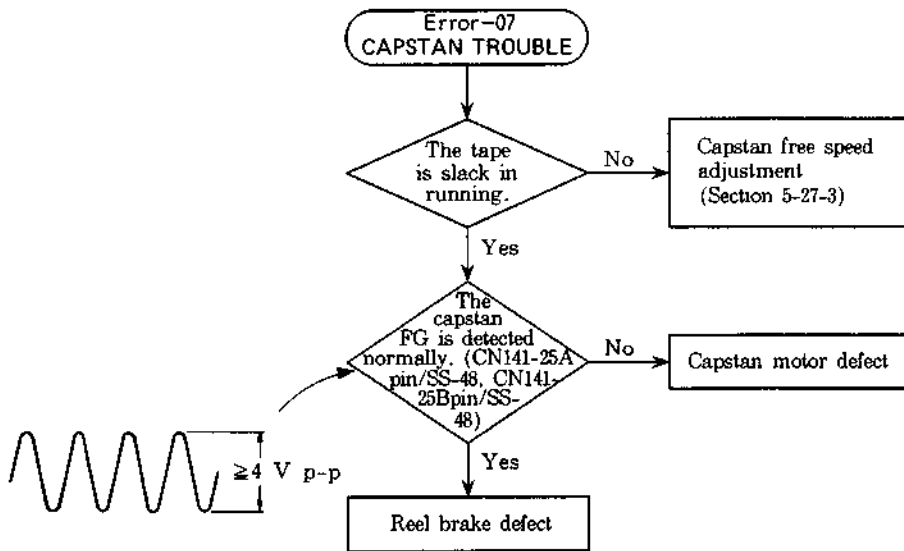 Error-07
CAPSTAN TROUBLE
The tape
is slack in
running.
No
Capstan free speed
adjustment
(Section 5-27-3)
Yes
The
capstan
FG is detected
normally. (CN141-25A
pin/SS-48, CN141-
25Bpin/SS-
48)
No
Capstan motor defect
≧4 V p-p
Yes
Reel brake defect